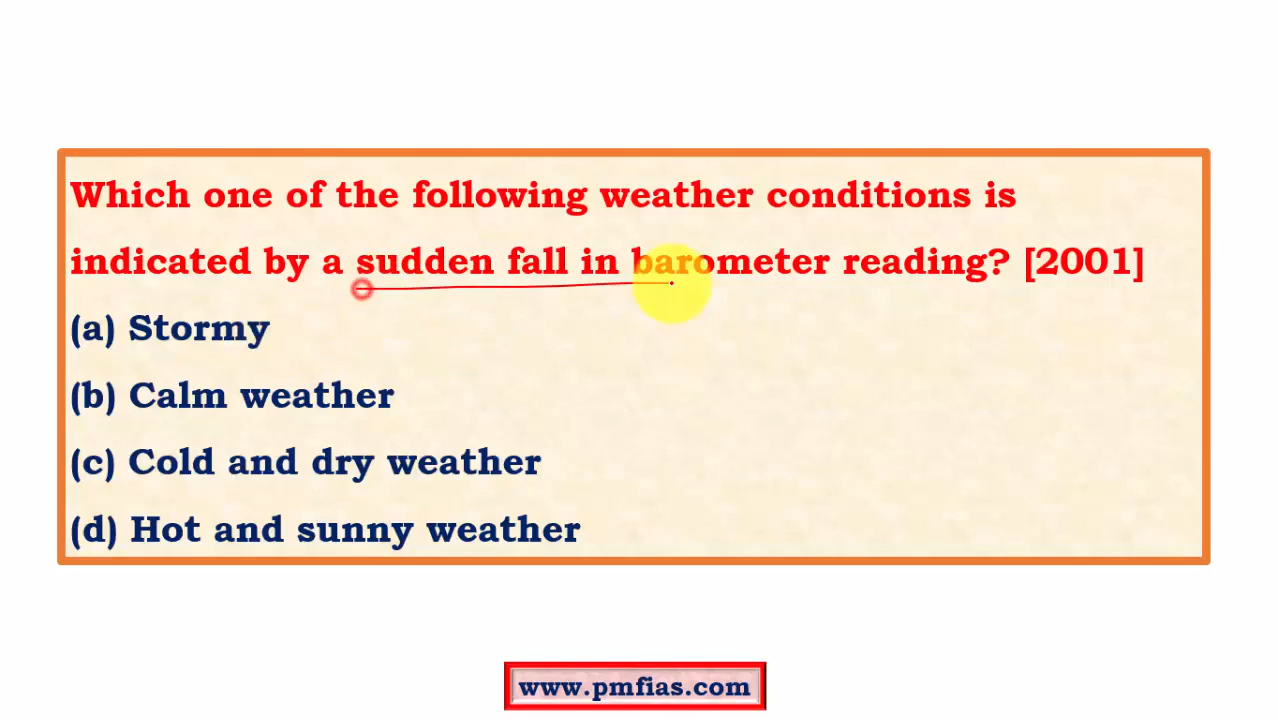 Which one of the following weather conditions is
indicated by a sudden fall in barometer reading? [2001]
(a) Stormy
(b) Calm weather
(c) Cold and dry weather
(d) Hot and sunny weather
www.pmfias.com